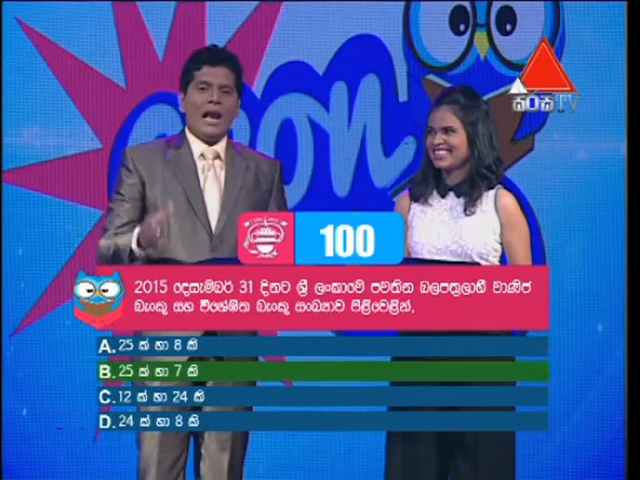 සිරස TV
100
2015 දෙසැම්බර් 31 දිනට ශ්‍රී ලංකාවේ පවතින බලපත්‍රලාභී වාණිජ
බැංකු සහ විශේෂිත බැංකු සංඛ්‍යාව පිළිවෙළින්,
A. 25 ක් හා 8 කි
B. 25 ක් හා 7 කි
C. 12 ක් හා 24 කි
D. 24 ක් හා 8 කි